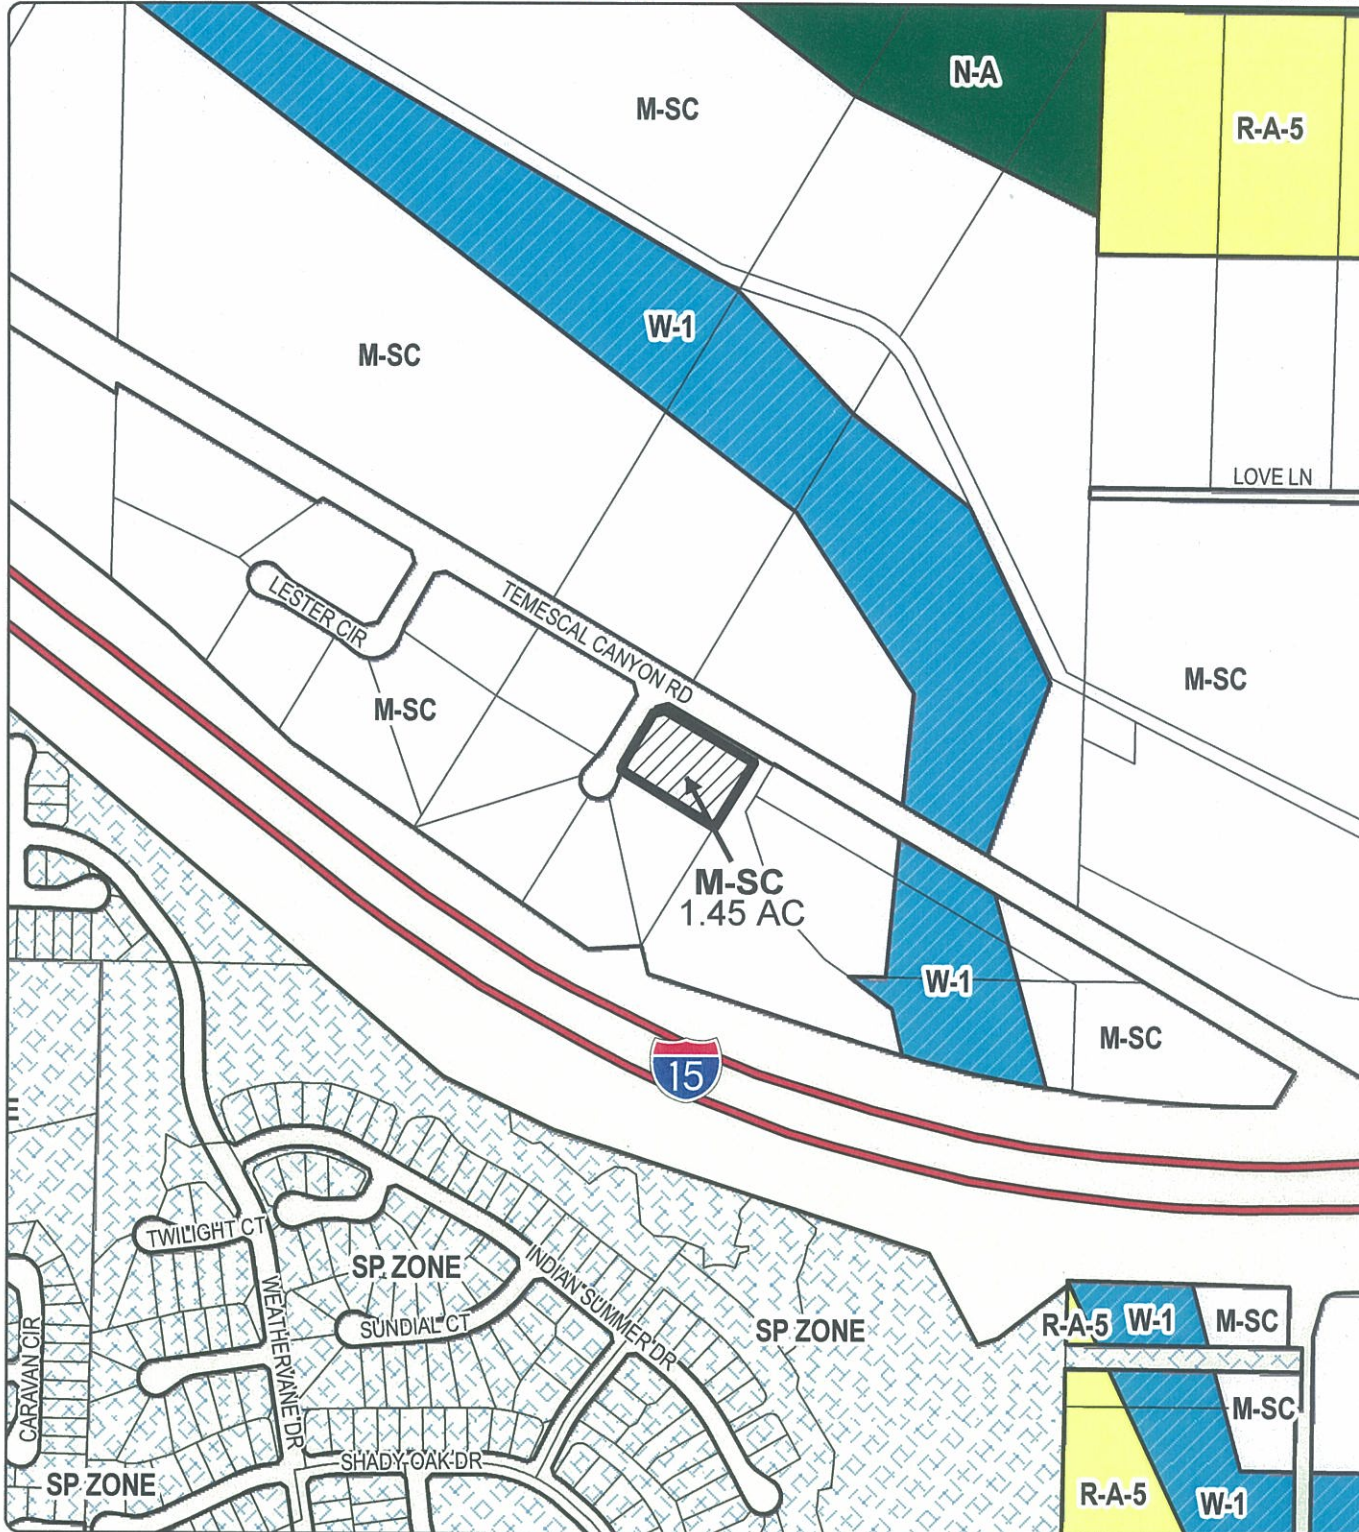 N-A
M-SC
R-A-5
W-1
M-SC
LOVE LN
LESTER CIR
TEMESCAL CANYON RD
M-SC
M-SC
M-SC
1.45 AC
W-1
M-SC
15
TWILIGHT CT
SP ZONE
INDIAN SUMMER DR
WEATHERVANE DR
SUNDIAL CT
SP ZONE
R-A-5
W-1
M-SC
CARAVAN CIR
M-SC
SHADY OAK DR
SP ZONE
R-A-5
W-1